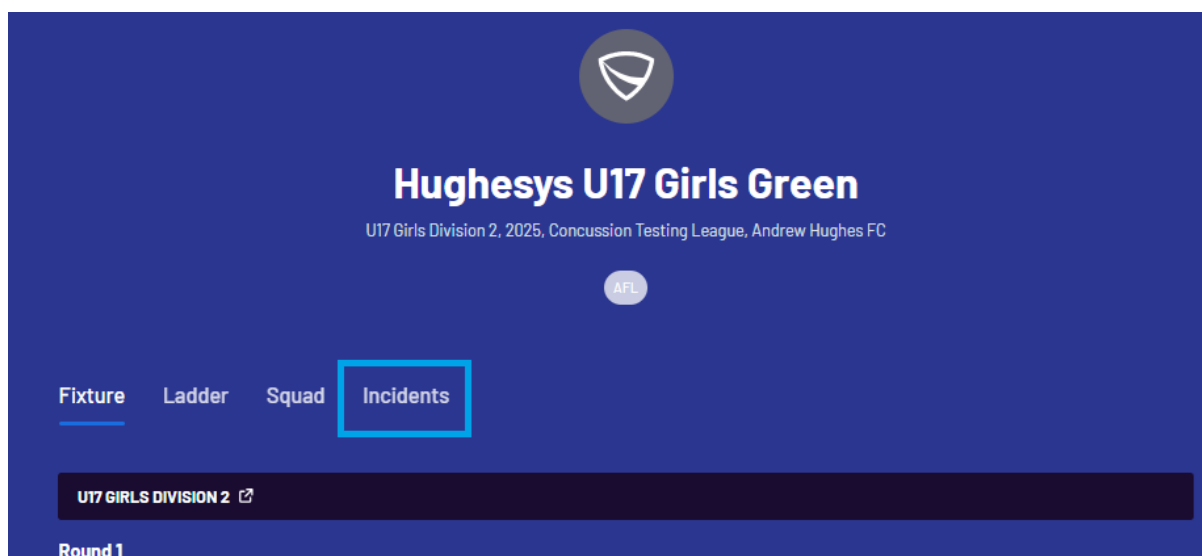 Hughesys U17 Girls Green
U17 Girls Division 2, 2025, Concussion Testing League, Andrew Hughes FC
AFL
Fixture Ladder Squad Incidents
U17 GIRLS DIVISION 2
Round 1